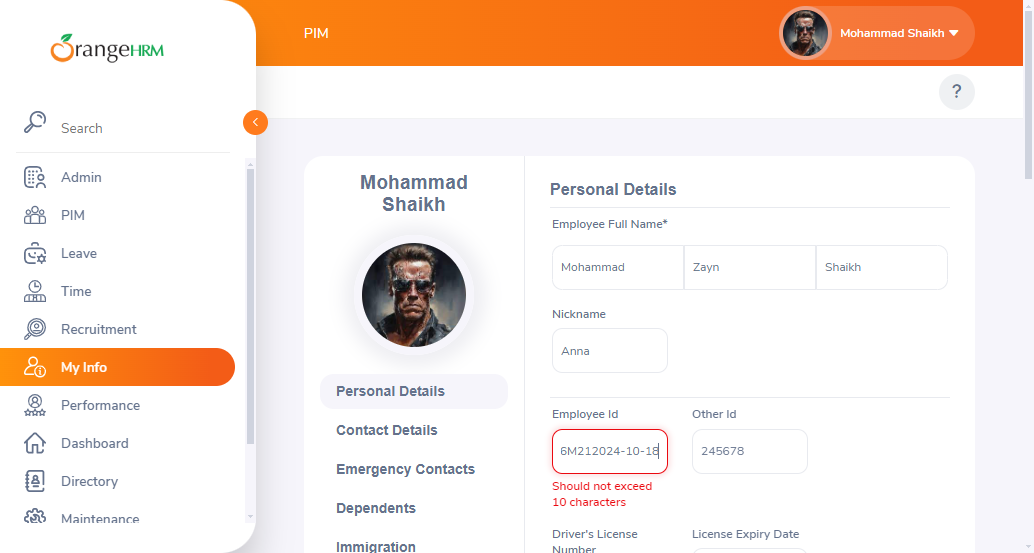 OrangeHRM
PIM
Mohammad Shaikh
?
Search
Admin
PIM
Leave
Time
Recruitment
My Info
Performance
Dashboard
Directory
Maintenance
Mohammad
Shaikh
Personal Details
Contact Details
Emergency Contacts
Dependents
Immigration
Personal Details
Employee Full Name*
Mohammad Zayn Shaikh
Nickname
Anna
Employee Id Other Id
6M212024-10-18 245678
Should not exceed
10 characters
Driver's License License Expiry Date
Number